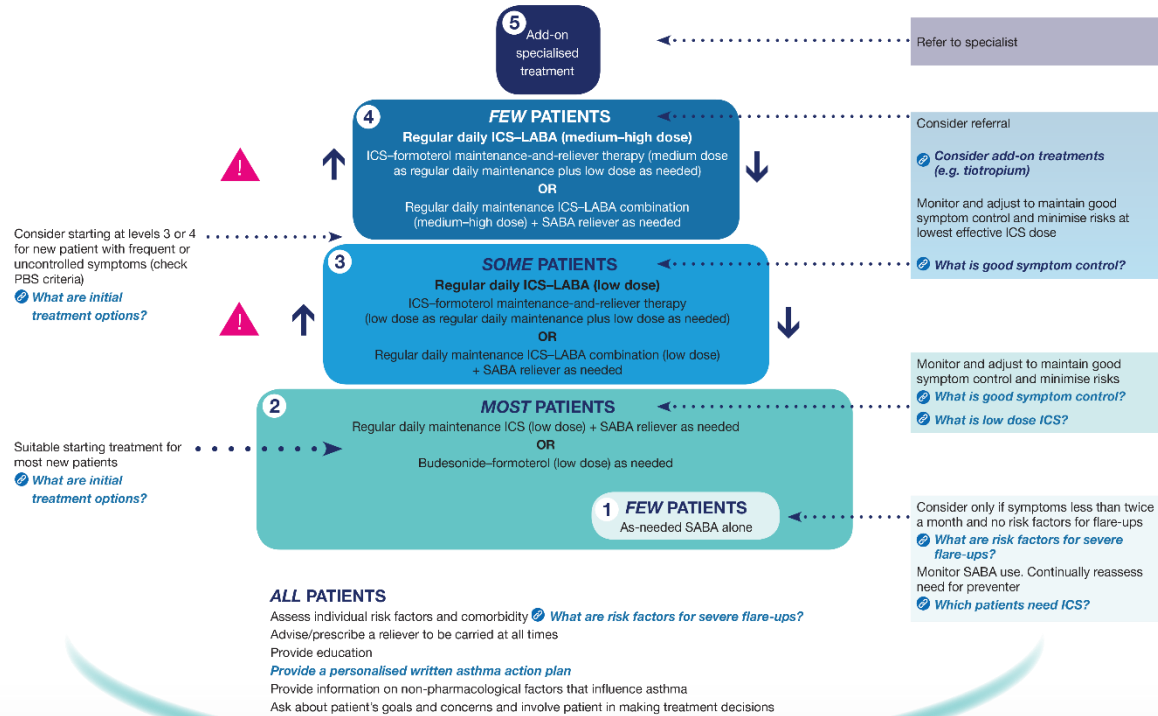 5
Add-on
specialised
treatment
Refer to specialist
4
FEW PATIENTS
Regular daily ICS–LABA (medium–high dose)
ICS–formoterol maintenance-and-reliever therapy (medium dose
as regular daily maintenance plus low dose as needed)
OR
Regular daily maintenance ICS–LABA combination
(medium–high dose) + SABA reliever as needed
!
Consider referral
Consider add-on treatments
(e.g. tiotropium)
Monitor and adjust to maintain good
symptom control and minimise risks at
lowest effective ICS dose
What is good symptom control?
Consider starting at levels 3 or 4
for new patient with frequent or
uncontrolled symptoms (check
PBS criteria)
What are initial
treatment options?
3
SOME PATIENTS
Regular daily ICS–LABA (low dose)
ICS–formoterol maintenance-and-reliever therapy
(low dose as regular daily maintenance plus low dose as needed)
OR
Regular daily maintenance ICS–LABA combination (low dose)
+ SABA reliever as needed
!
Monitor and adjust to maintain good
symptom control and minimise risks
What is good symptom control?
What is low dose ICS?
2
MOST PATIENTS
Regular daily maintenance ICS (low dose) + SABA reliever as needed
OR
Budesonide–formoterol (low dose) as needed
Suitable starting treatment for
most new patients
What are initial
treatment options?
1
FEW PATIENTS
As-needed SABA alone
Consider only if symptoms less than twice
a month and no risk factors for flare-ups
What are risk factors for severe
flare-ups?
Monitor SABA use. Continually reassess
need for preventer
Which patients need ICS?
ALL PATIENTS
Assess individual risk factors and comorbidity What are risk factors for severe flare-ups?
Advise/prescribe a reliever to be carried at all times
Provide education
Provide a personalised written asthma action plan
Provide information on non-pharmacological factors that influence asthma
Ask about patient's goals and concerns and involve patient in making treatment decisions